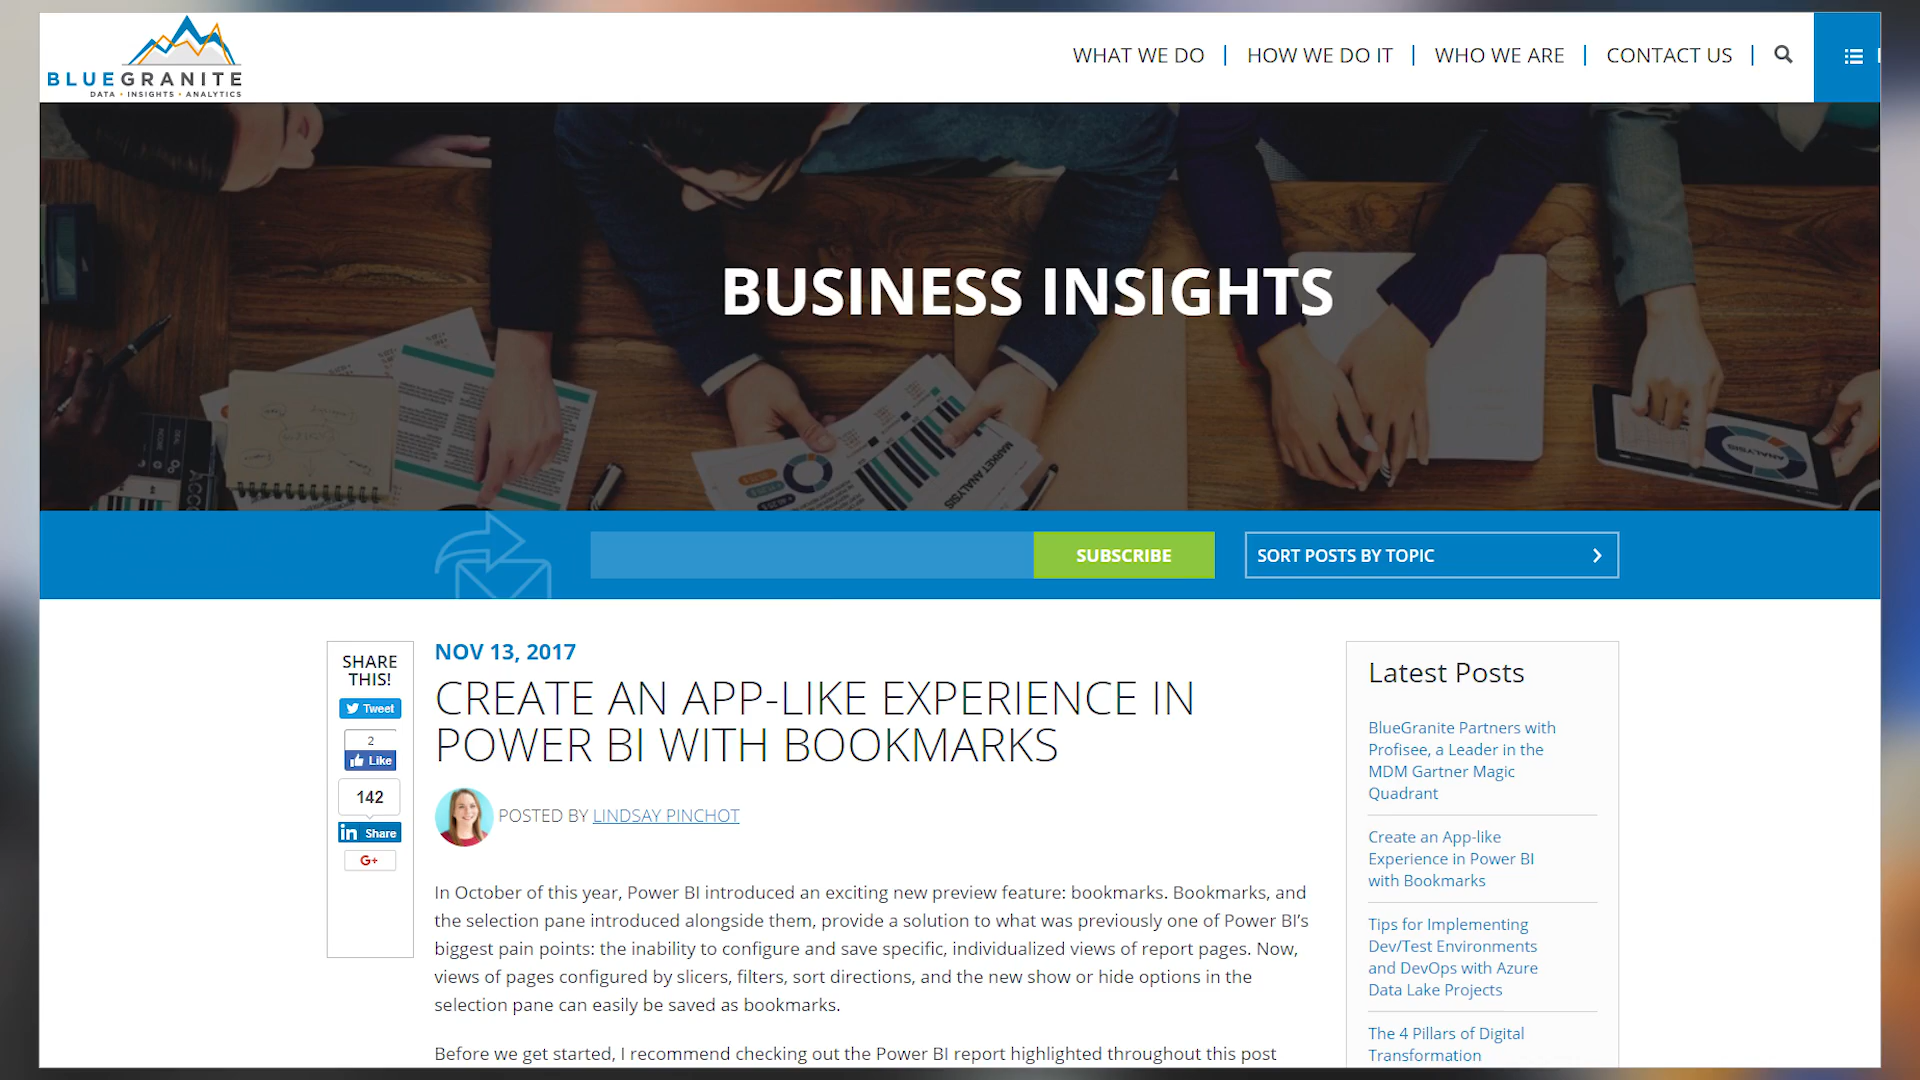 BLUEGRANITE
DATA • INSIGHTS • ANALYTICS
WHAT WE DO
HOW WE DO IT
WHO WE ARE
CONTACT US
BUSINESS INSIGHTS
MARKET ANALYSIS
ANALYSIS
SUBSCRIBE
SORT POSTS BY TOPIC
SHARE
THIS!
Tweet
2
Like
142
in Share
G+
NOV 13, 2017
CREATE AN APP-LIKE EXPERIENCE IN
POWER BI WITH BOOKMARKS
POSTED BY LINDSAY PINCHOT
In October of this year, Power BI introduced an exciting new preview feature: bookmarks. Bookmarks, and
the selection pane introduced alongside them, provide a solution to what was previously one of Power BI’s
biggest pain points: the inability to configure and save specific, individualized views of report pages. Now,
views of pages configured by slicers, filters, sort directions, and the new show or hide options in the
selection pane can easily be saved as bookmarks.
Before we get started, I recommend checking out the Power BI report highlighted throughout this post
Latest Posts
BlueGranite Partners with
Profisee, a Leader in the
MDM Gartner Magic
Quadrant
Create an App-like
Experience in Power BI
with Bookmarks
Tips for Implementing
Dev/Test Environments
and DevOps with Azure
Data Lake Projects
The 4 Pillars of Digital
Transformation